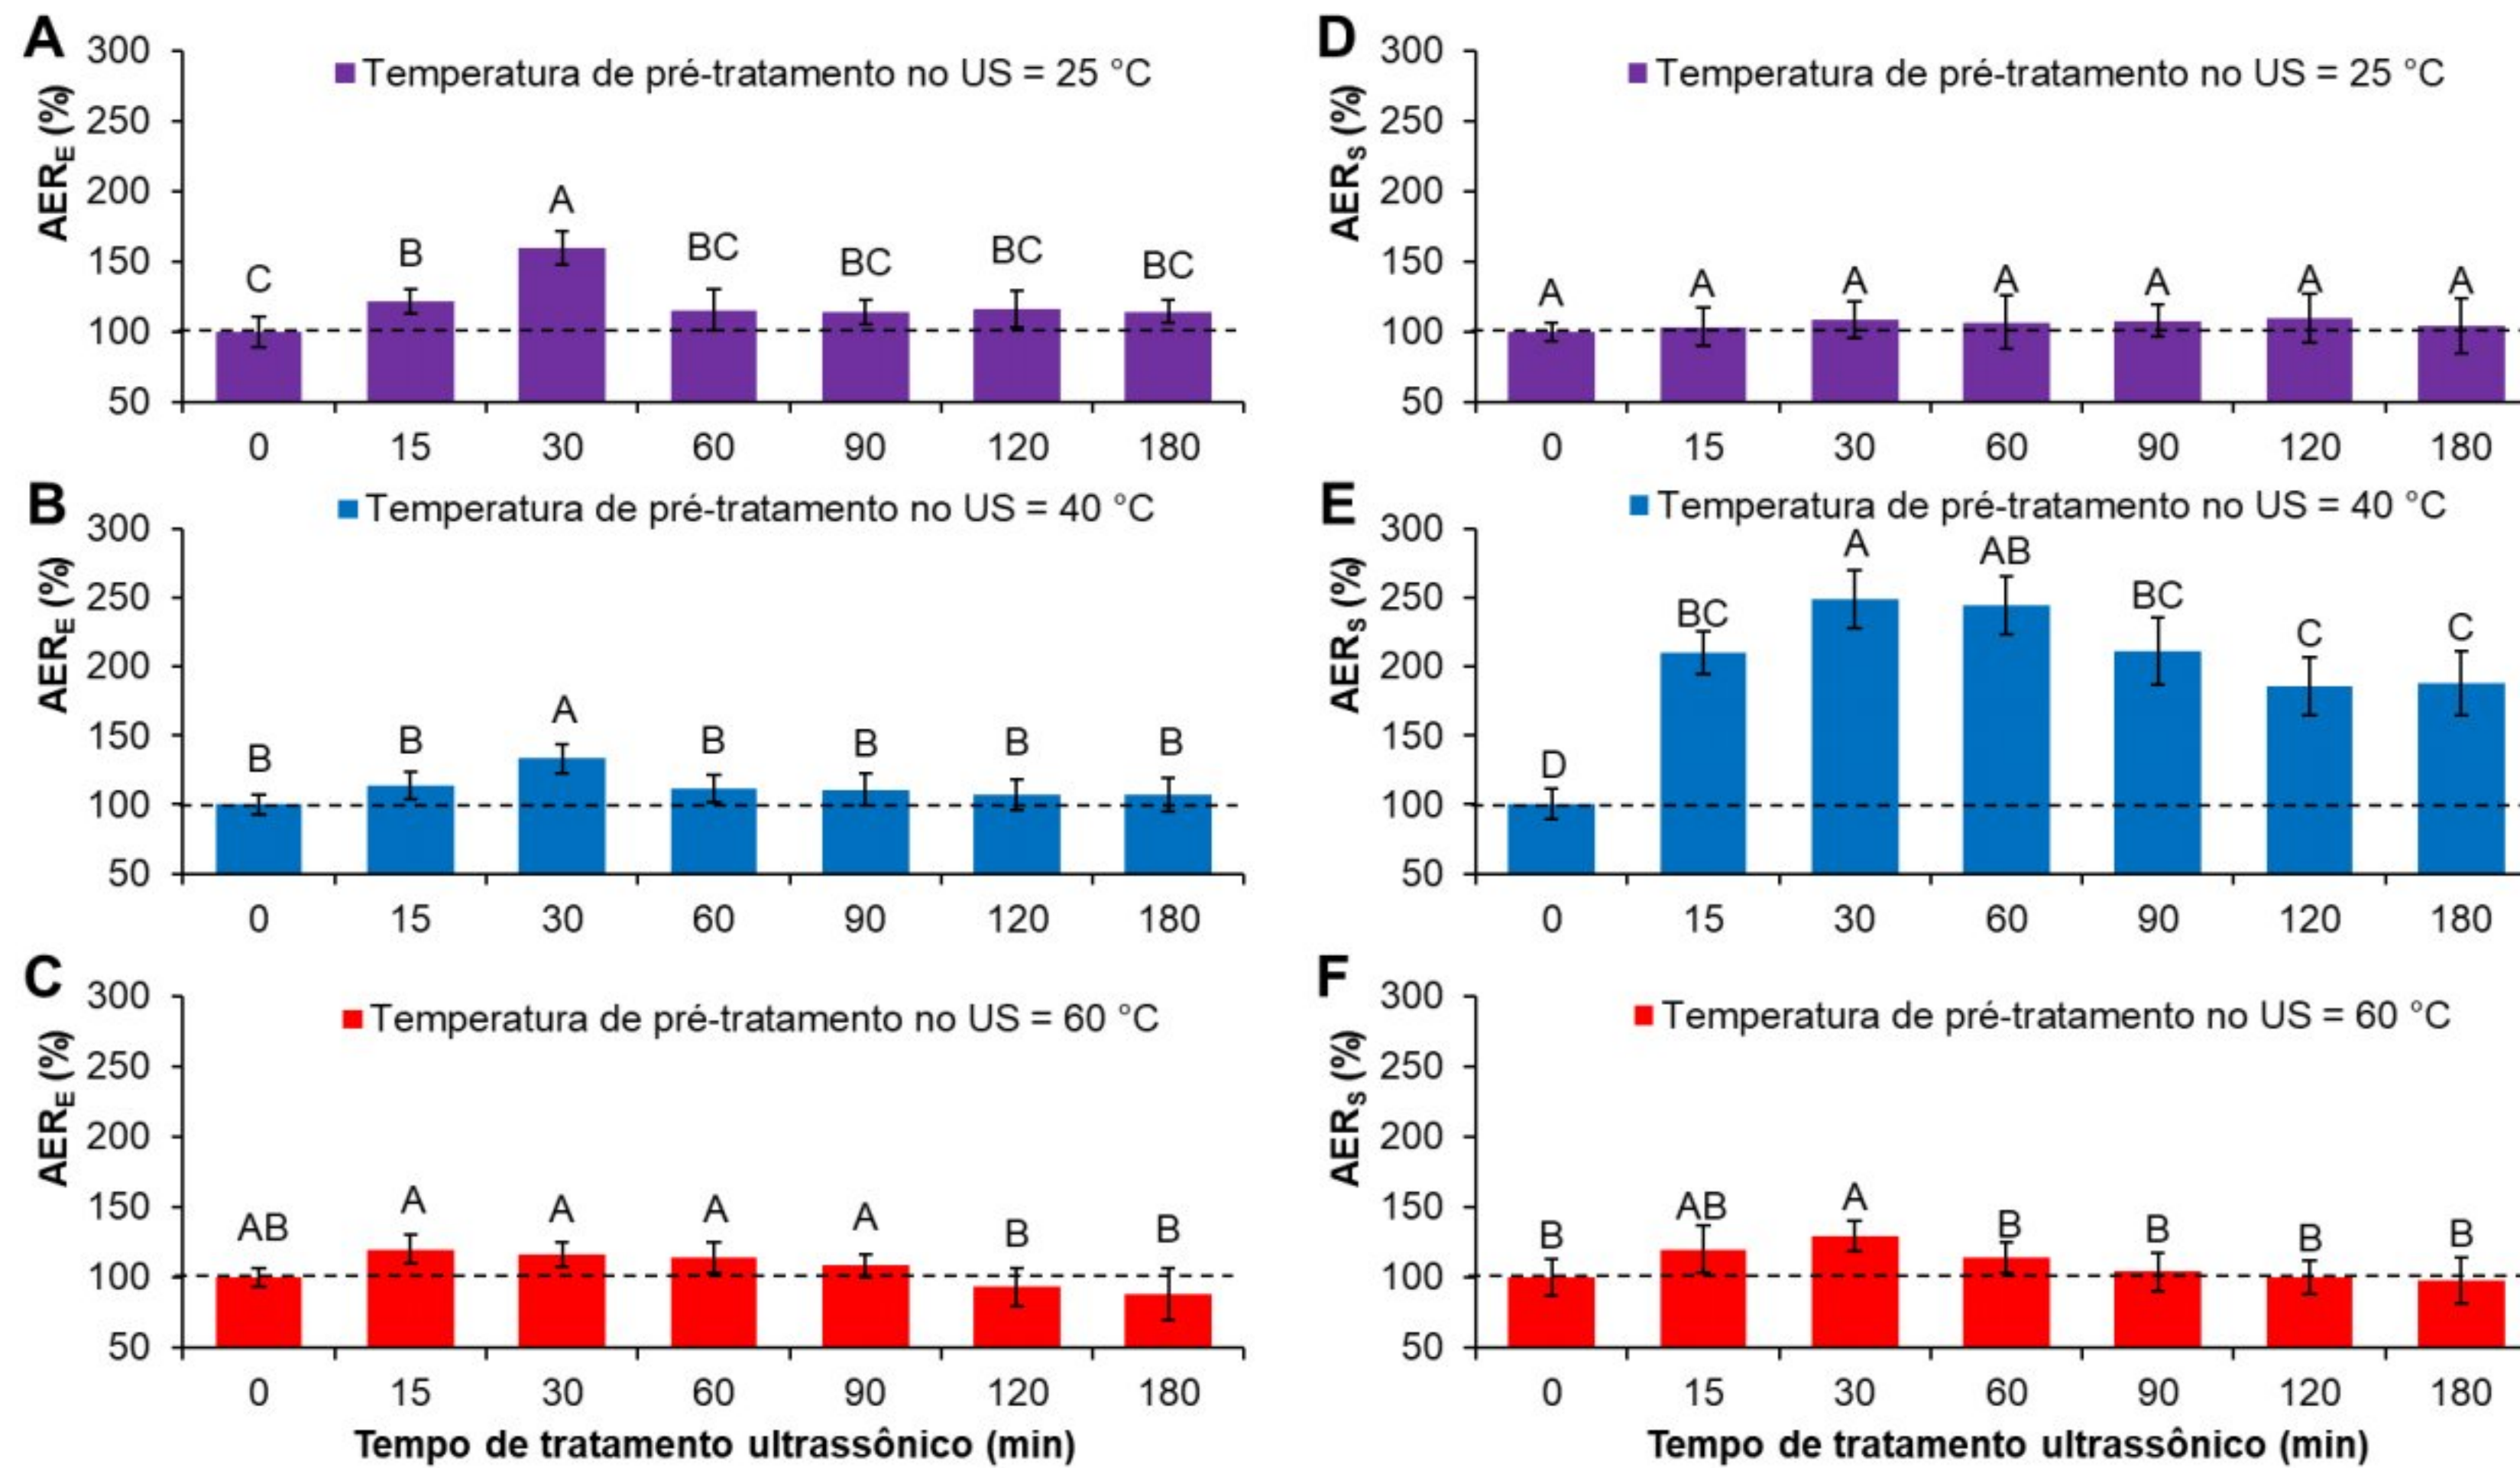 A
AER_E (%)
300
250
200
150
100
50
Temperatura de pré-tratamento no US = 25 °C
C
B
A
BC
BC
BC
BC
0 15 30 60 90 120 180
D
AER_S (%)
300
250
200
150
100
50
Temperatura de pré-tratamento no US = 25 °C
A
A
A
A
A
A
A
0 15 30 60 90 120 180
B
AER_E (%)
300
250
200
150
100
50
Temperatura de pré-tratamento no US = 40 °C
B
B
A
B
B
B
B
0 15 30 60 90 120 180
E
AER_S (%)
300
250
200
150
100
50
Temperatura de pré-tratamento no US = 40 °C
D
BC
A
AB
BC
C
C
0 15 30 60 90 120 180
C
AER_E (%)
300
250
200
150
100
50
Temperatura de pré-tratamento no US = 60 °C
AB
A
A
A
A
B
B
0 15 30 60 90 120 180
Tempo de tratamento ultrassônico (min)
F
AER_S (%)
300
250
200
150
100
50
Temperatura de pré-tratamento no US = 60 °C
B
AB
A
B
B
B
B
0 15 30 60 90 120 180
Tempo de tratamento ultrassônico (min)